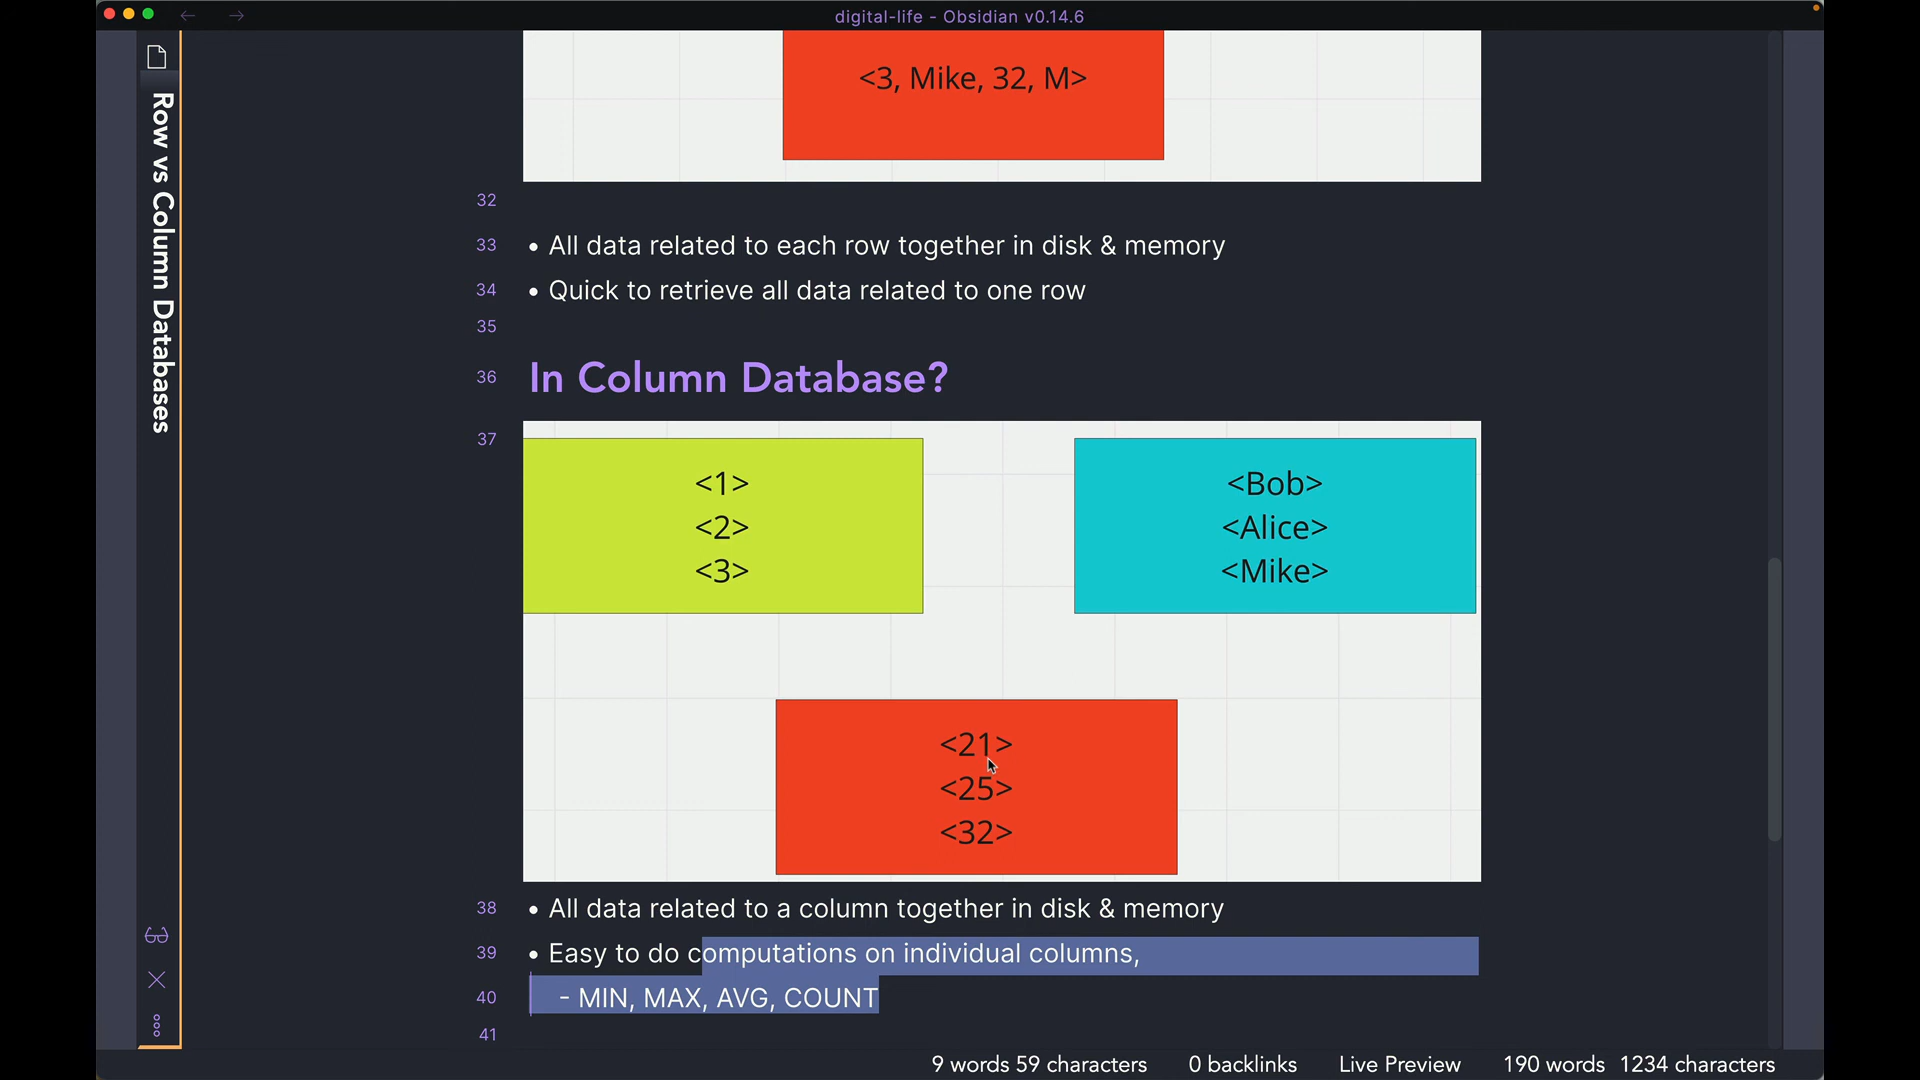 digital-life - Obsidian v0.14.6
Row vs Column Databases
<3, Mike, 32, M>
32
33 • All data related to each row together in disk & memory
34 • Quick to retrieve all data related to one row
35
36 In Column Database?
37
<1>
<2>
<3>
<Bob>
<Alice>
<Mike>
<21>
<25>
<32>
38 • All data related to a column together in disk & memory
39 • Easy to do computations on individual columns,
40 - MIN, MAX, AVG, COUNT
41
9 words 59 characters 0 backlinks Live Preview 190 words 1234 characters